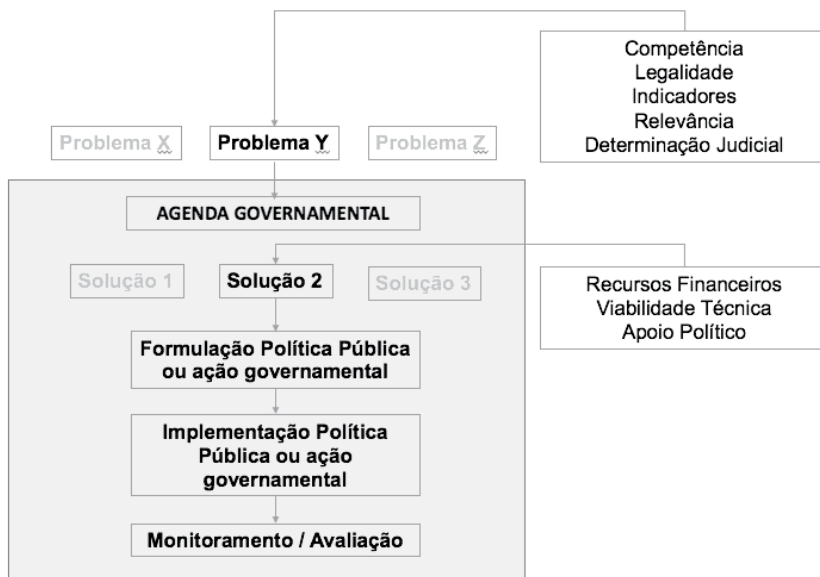 Competência
Legalidade
Indicadores
Relevância
Determinação Judicial
Problema X
Problema Y
Problema Z
AGENDA GOVERNAMENTAL
Solução 1
Solução 2
Solução 3
Recursos Financeiros
Viabilidade Técnica
Apoio Político
Formulação Política Pública
ou ação governamental
Implementação Política
Pública ou ação
governamental
Monitoramento / Avaliação